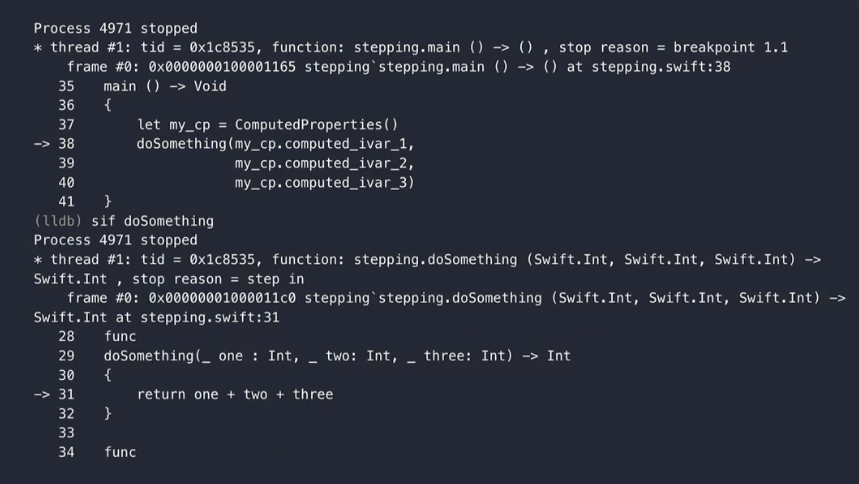 Process 4971 stopped
* thread #1: tid = 0x1c8535, function: stepping.main () -> () , stop reason = breakpoint 1.1
    frame #0: 0x0000000100001165 stepping`stepping.main () -> () at stepping.swift:38
   35    main () -> Void
   36    {
   37        let my_cp = ComputedProperties()
-> 38        doSomething(my_cp.computed_ivar_1,
   39                    my_cp.computed_ivar_2,
   40                    my_cp.computed_ivar_3)
   41    }
(lldb) sif doSomething
Process 4971 stopped
* thread #1: tid = 0x1c8535, function: stepping.doSomething (Swift.Int, Swift.Int, Swift.Int) ->
Swift.Int , stop reason = step in
    frame #0: 0x00000001000011c0 stepping`stepping.doSomething (Swift.Int, Swift.Int, Swift.Int) ->
Swift.Int at stepping.swift:31
   28    func
   29    doSomething(_ one : Int, _ two: Int, _ three: Int) -> Int
   30    {
-> 31        return one + two + three
   32    }
   33
   34    func